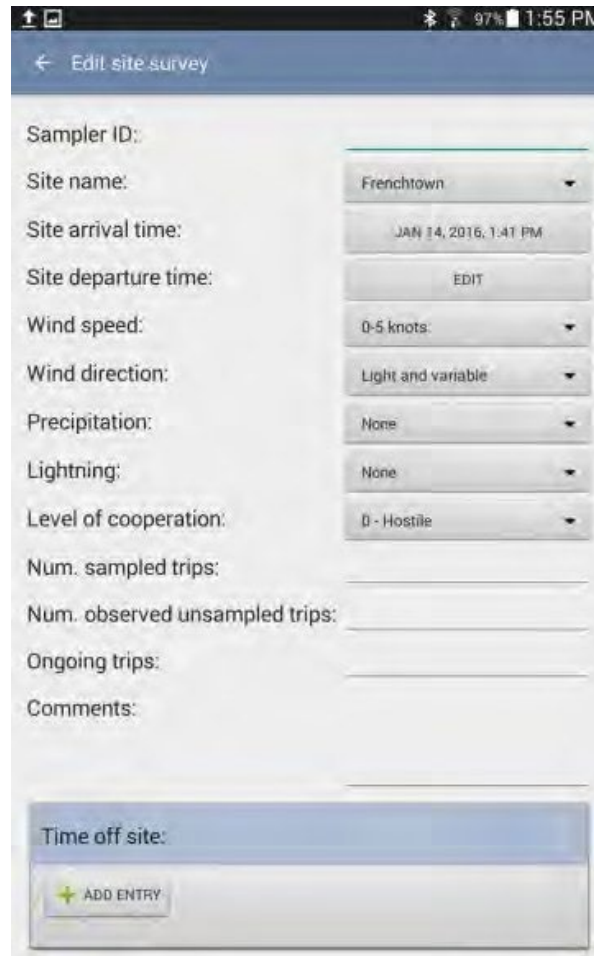 97% 1:55 PM
Edit site survey
Sampler ID:
Site name: Frenchtown
Site arrival time: JAN 14, 2016, 1:41 PM
Site departure time: EDIT
Wind speed: 0-5 knots
Wind direction: Light and variable
Precipitation: None
Lightning: None
Level of cooperation: 0 - Hostile
Num. sampled trips:
Num. observed unsampled trips:
Ongoing trips:
Comments:
Time off site:
ADD ENTRY